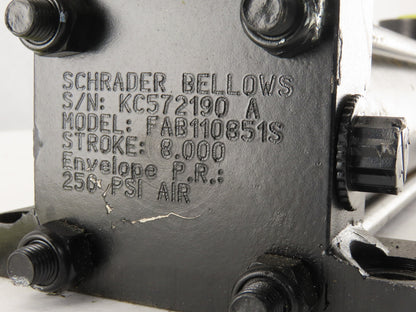 SCHRADER BELLOWS
S/N: KC572190 A
MODEL: FAB110851S
STROKE: 8.000
Envelope P.R.:
250 PSI AIR